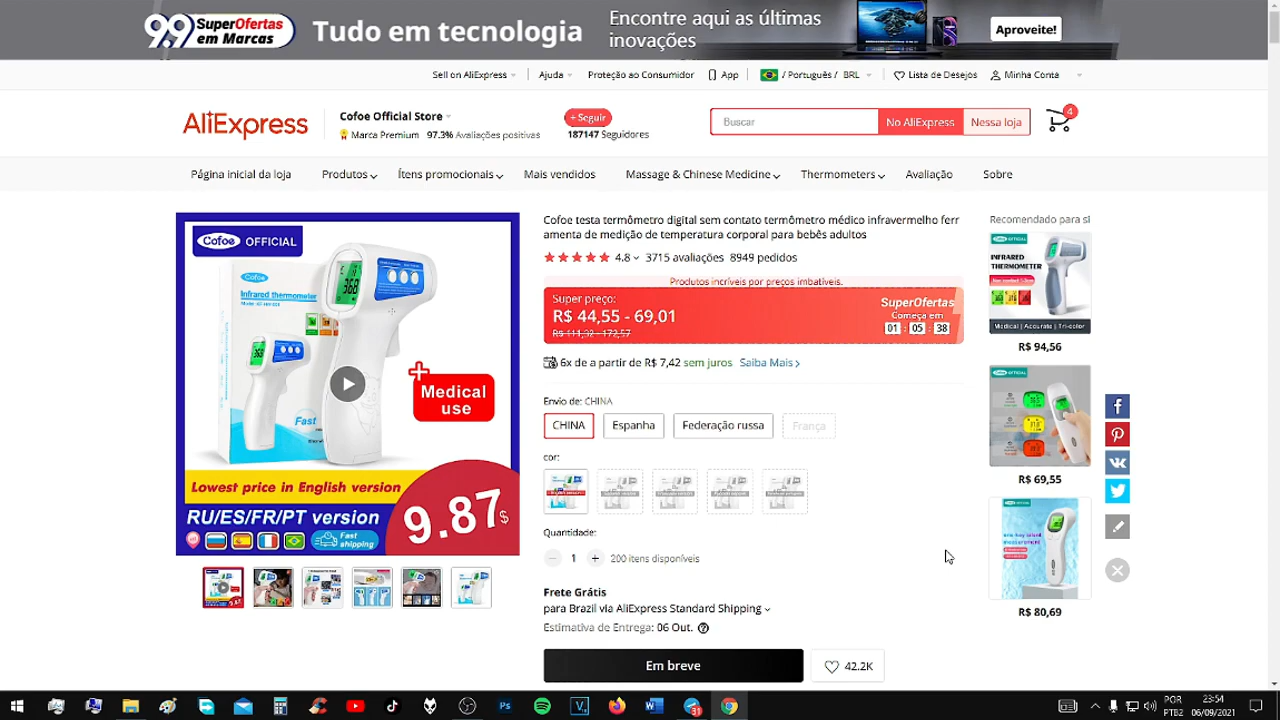 9.9 SuperOfertas
em Marcas
Tudo em tecnologia
Encontre aqui as últimas
inovações
Aproveite!
Sell on AliExpress
Ajuda
Proteção ao Consumidor
App
/ Português / BRL
Lista de Desejos
Minha Conta
AliExpress
Cofoe Official Store
Marca Premium 97.3% Avaliações positivas
+ Seguir
187147 Seguidores
Buscar
No AliExpress
Nessa loja
4
Página inicial da loja
Produtos
Ítens promocionais
Mais vendidos
Massage & Chinese Medicine
Thermometers
Avaliação
Sobre
Cofoe OFFICIAL
Cofoe
Infrared thermometer
Fast
Medical
use
Lowest price in English version
RU/ES/FR/PT version
9.87$
Fast
shipping
Cofoe testa termômetro digital sem contato termômetro médico infravermelho ferr
amenta de medição de temperatura corporal para bebês adultos
4.8 3715 avaliações 8949 pedidos
Produtos incríveis por preços imbatíveis.
Super preço:
R$ 44,55 - 69,01
R$ 111,32 - 172,57
SuperOfertas
Começa em
01 : 05 : 38
6x de a partir de R$ 7,42 sem juros Saiba Mais
Envio de: CHINA
CHINA
Espanha
Federação russa
França
cor:
Quantidade:
1
200 itens disponíveis
Frete Grátis
para Brazil via AliExpress Standard Shipping
Estimativa de Entrega: 06 Out.
Em breve
42.2K
Recomendado para si
INFRARED
THERMOMETER
Medical | Accurate | Tri-color
R$ 94,56
R$ 69,55
R$ 80,69
31
POR
PTB2
23:54
06/09/2021